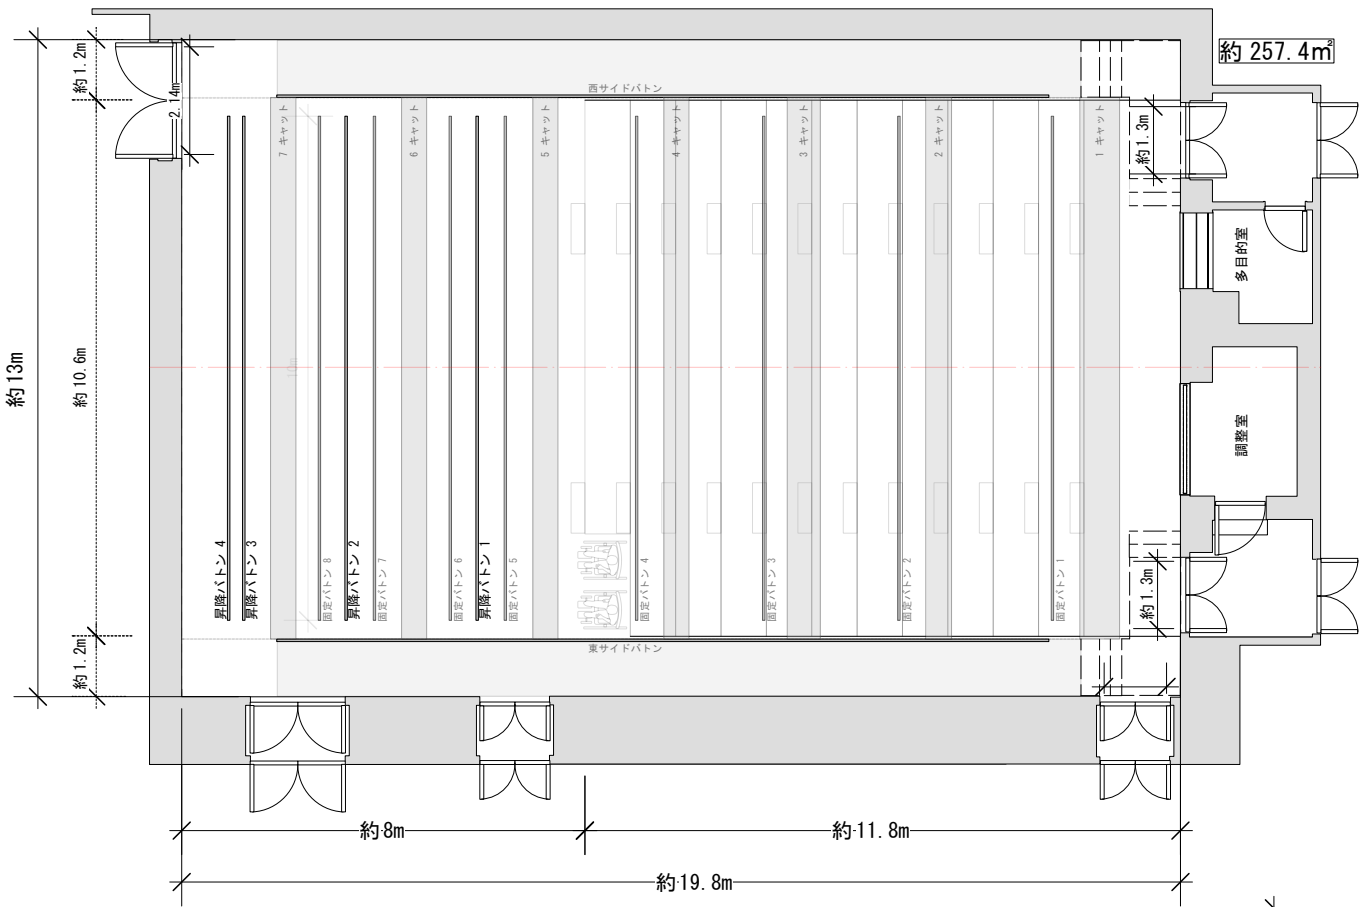 約 257.4㎡
約1.2m
2.14m
西サイドバトン
7 キャット
6 キャット
5 キャット
4 キャット
3 キャット
2 キャット
1 キャット
約1.3m
多目的室
約13m
約10.6m
10m
調整室
昇降バトン 4
昇降バトン 3
固定バトン 8
昇降バトン 2
固定バトン 7
固定バトン 6
昇降バトン 1
固定バトン 5
固定バトン 4
固定バトン 3
固定バトン 2
固定バトン 1
約1.3m
約1.2m
東サイドバトン
約8m
約11.8m
約19.8m